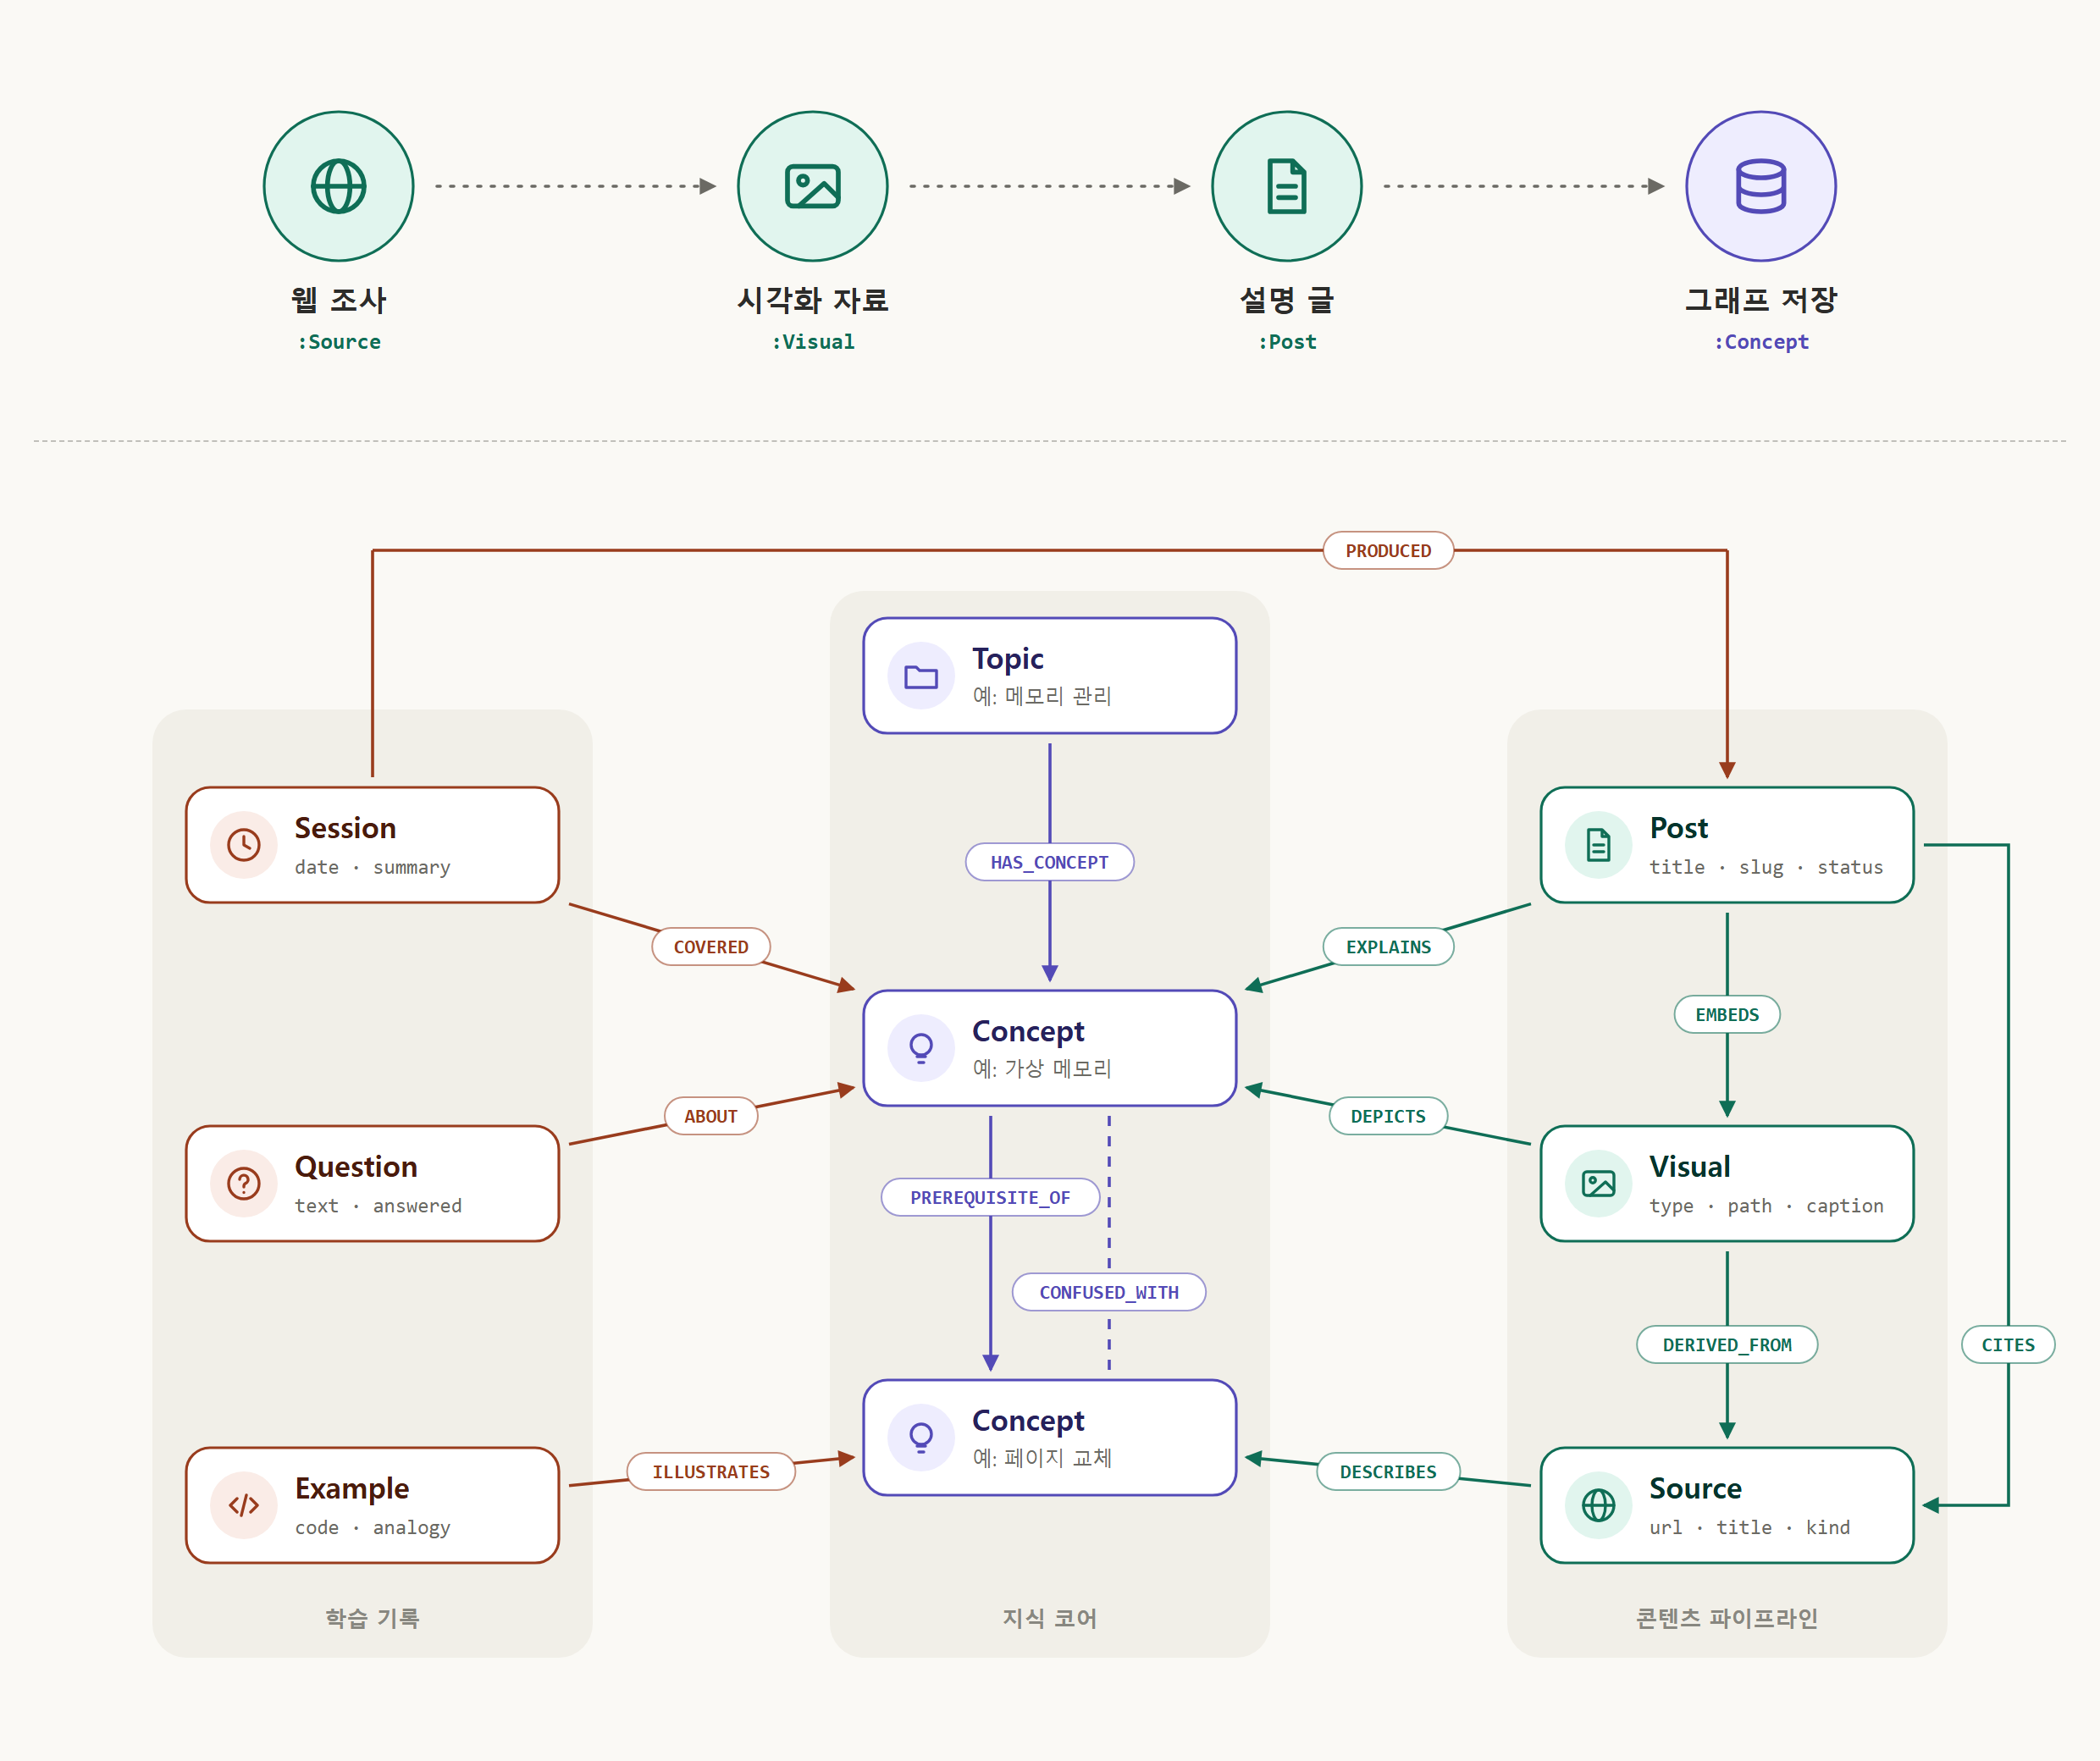 웹 조사
:Source
시각화 자료
:Visual
설명 글
:Post
그래프 저장
:Concept
PRODUCED
Topic
예: 메모리 관리
Session
date · summary
HAS_CONCEPT
Post
title · slug · status
COVERED
EXPLAINS
EMBEDS
Concept
예: 가상 메모리
ABOUT
DEPICTS
Question
text · answered
PREREQUISITE_OF
Visual
type · path · caption
CONFUSED_WITH
DERIVED_FROM
CITES
Concept
예: 페이지 교체
ILLUSTRATES
DESCRIBES
Example
code · analogy
Source
url · title · kind
학습 기록
지식 코어
콘텐츠 파이프라인